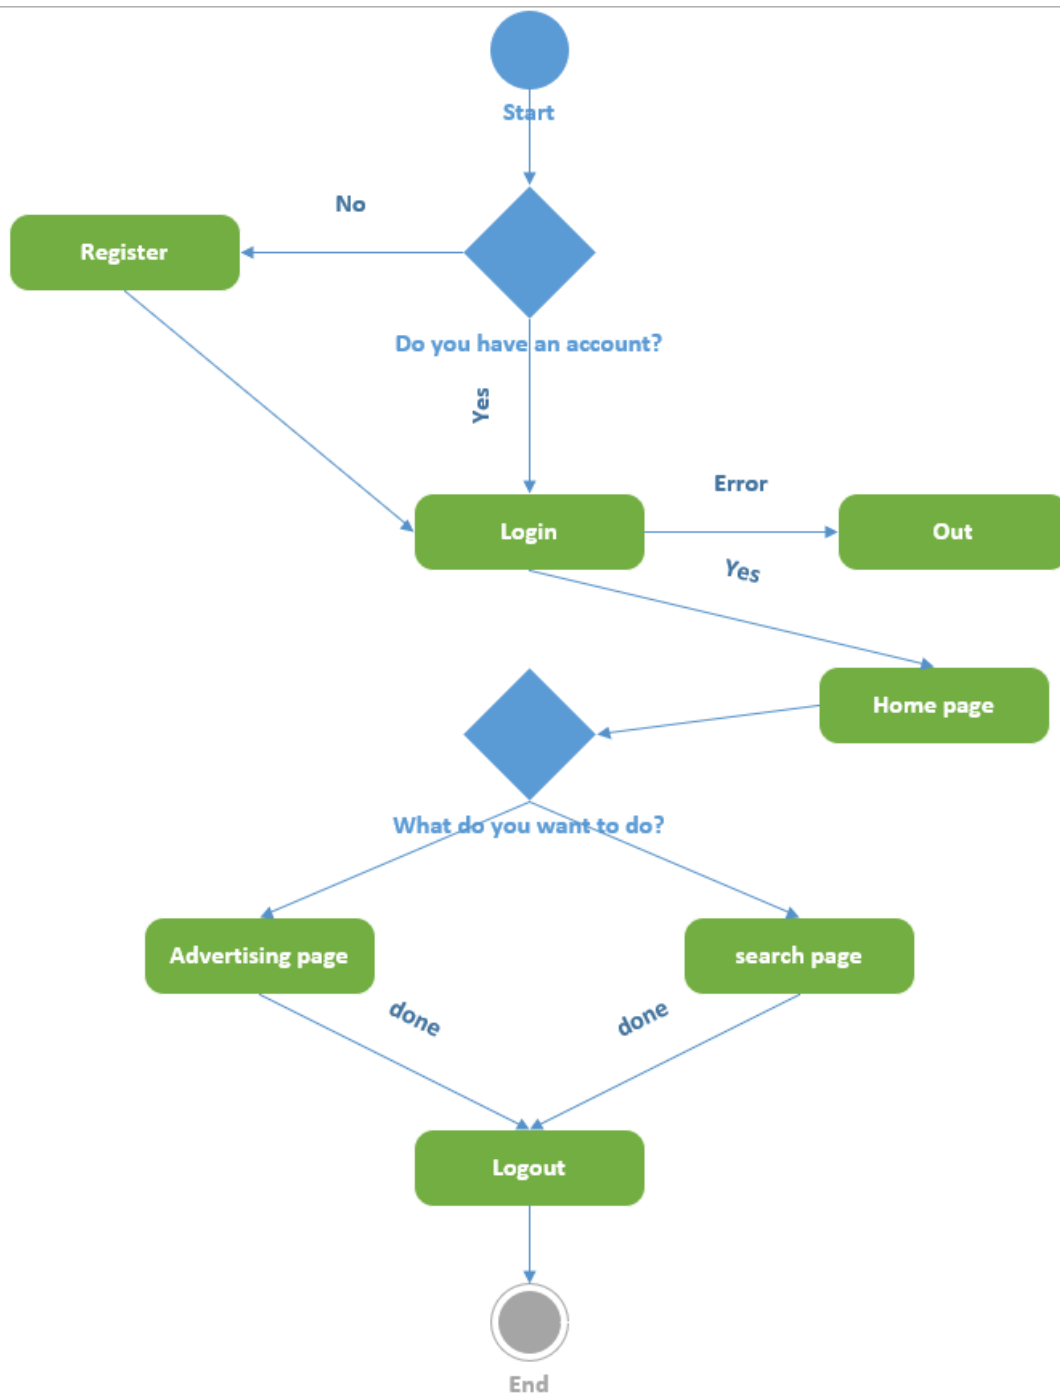 Start
No
Register
Do you have an account?
Yes
Error
Login
Out
Yes
Home page
What do you want to do?
Advertising page
search page
done
done
Logout
End